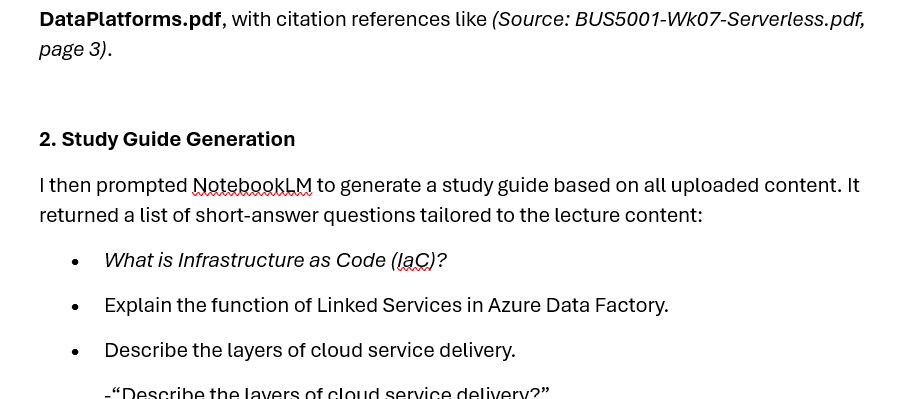 DataPlatforms.pdf, with citation references like (Source: BUS5001-Wk07-Serverless.pdf,
page 3).
2. Study Guide Generation
I then prompted NotebookLM to generate a study guide based on all uploaded content. It
returned a list of short-answer questions tailored to the lecture content:
• What is Infrastructure as Code (IaC)?
• Explain the function of Linked Services in Azure Data Factory.
• Describe the layers of cloud service delivery.
-“Describe the layers of cloud service delivery?”